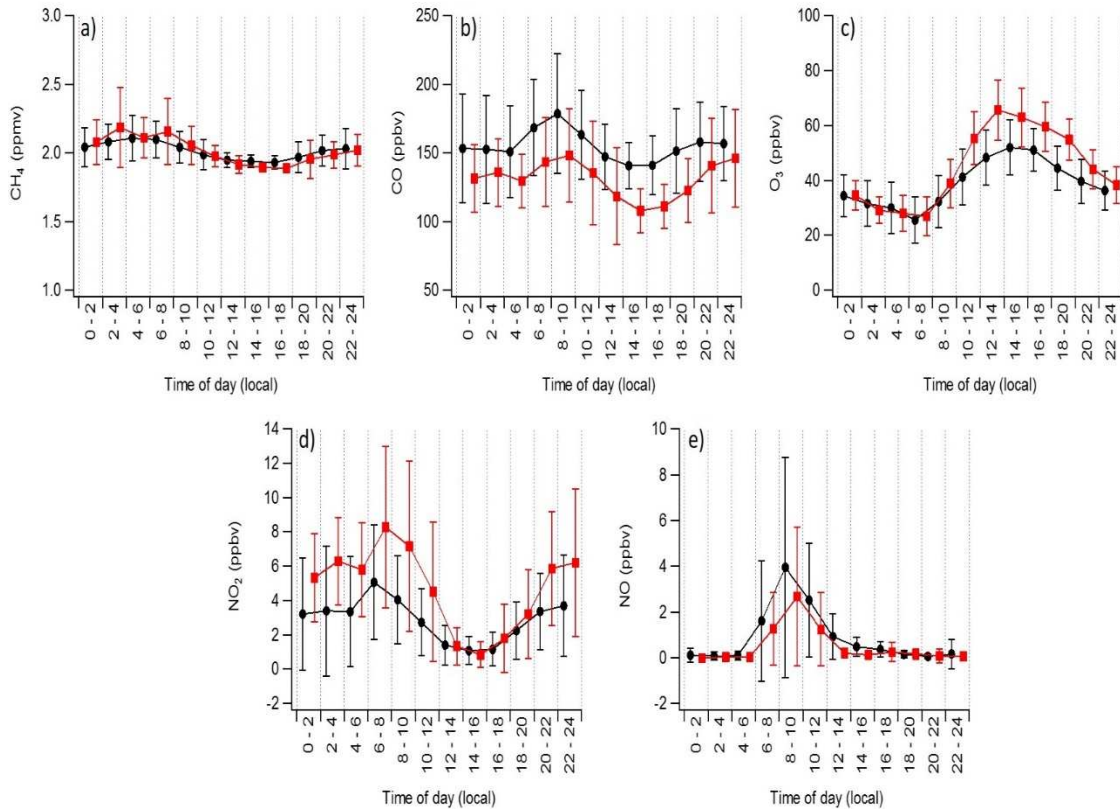 a)
CH4 (ppmv)
3.0
2.5
2.0
1.5
1.0
0 - 2
2 - 4
4 - 6
6 - 8
8 - 10
10 - 12
12 - 14
14 - 16
16 - 18
18 - 20
20 - 22
22 - 24
Time of day (local)
b)
CO (ppbv)
250
200
150
100
50
0 - 2
2 - 4
4 - 6
6 - 8
8 - 10
10 - 12
12 - 14
14 - 16
16 - 18
18 - 20
20 - 22
22 - 24
Time of day (local)
c)
O3 (ppbv)
100
80
60
40
20
0
0 - 2
2 - 4
4 - 6
6 - 8
8 - 10
10 - 12
12 - 14
14 - 16
16 - 18
18 - 20
20 - 22
22 - 24
Time of day (local)
d)
NO2 (ppbv)
14
12
10
8
6
4
2
0
-2
0 - 2
2 - 4
4 - 6
6 - 8
8 - 10
10 - 12
12 - 14
14 - 16
16 - 18
18 - 20
20 - 22
22 - 24
Time of day (local)
e)
NO (ppbv)
10
8
6
4
2
0
-2
0 - 2
2 - 4
4 - 6
6 - 8
8 - 10
10 - 12
12 - 14
14 - 16
16 - 18
18 - 20
20 - 22
22 - 24
Time of day (local)